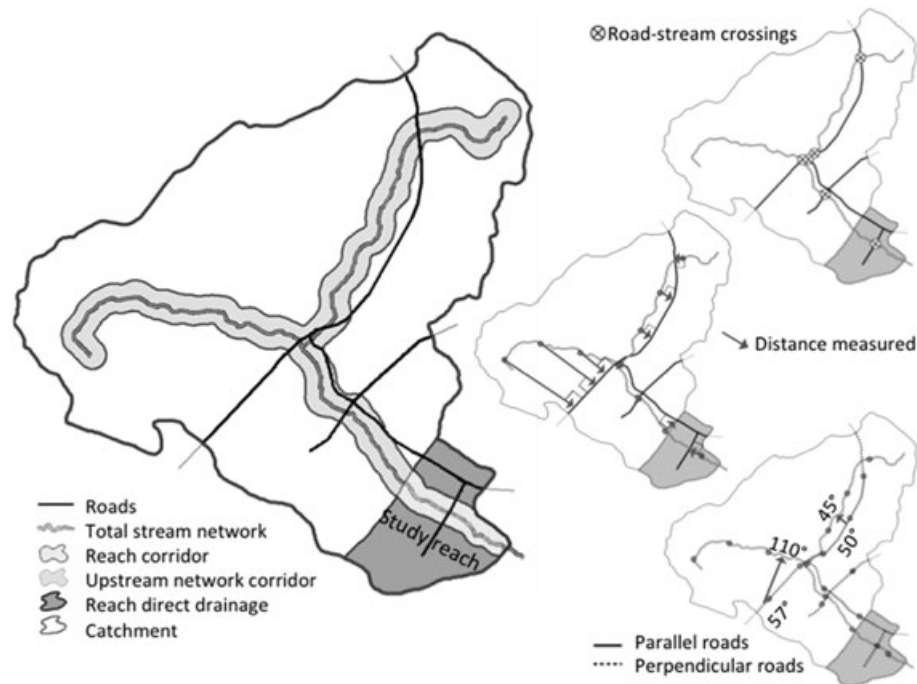 Road-stream crossings
Distance measured
Study reach
Roads
Total stream network
Reach corridor
Upstream network corridor
Reach direct drainage
Catchment
45°
50°
110°
57°
Parallel roads
Perpendicular roads